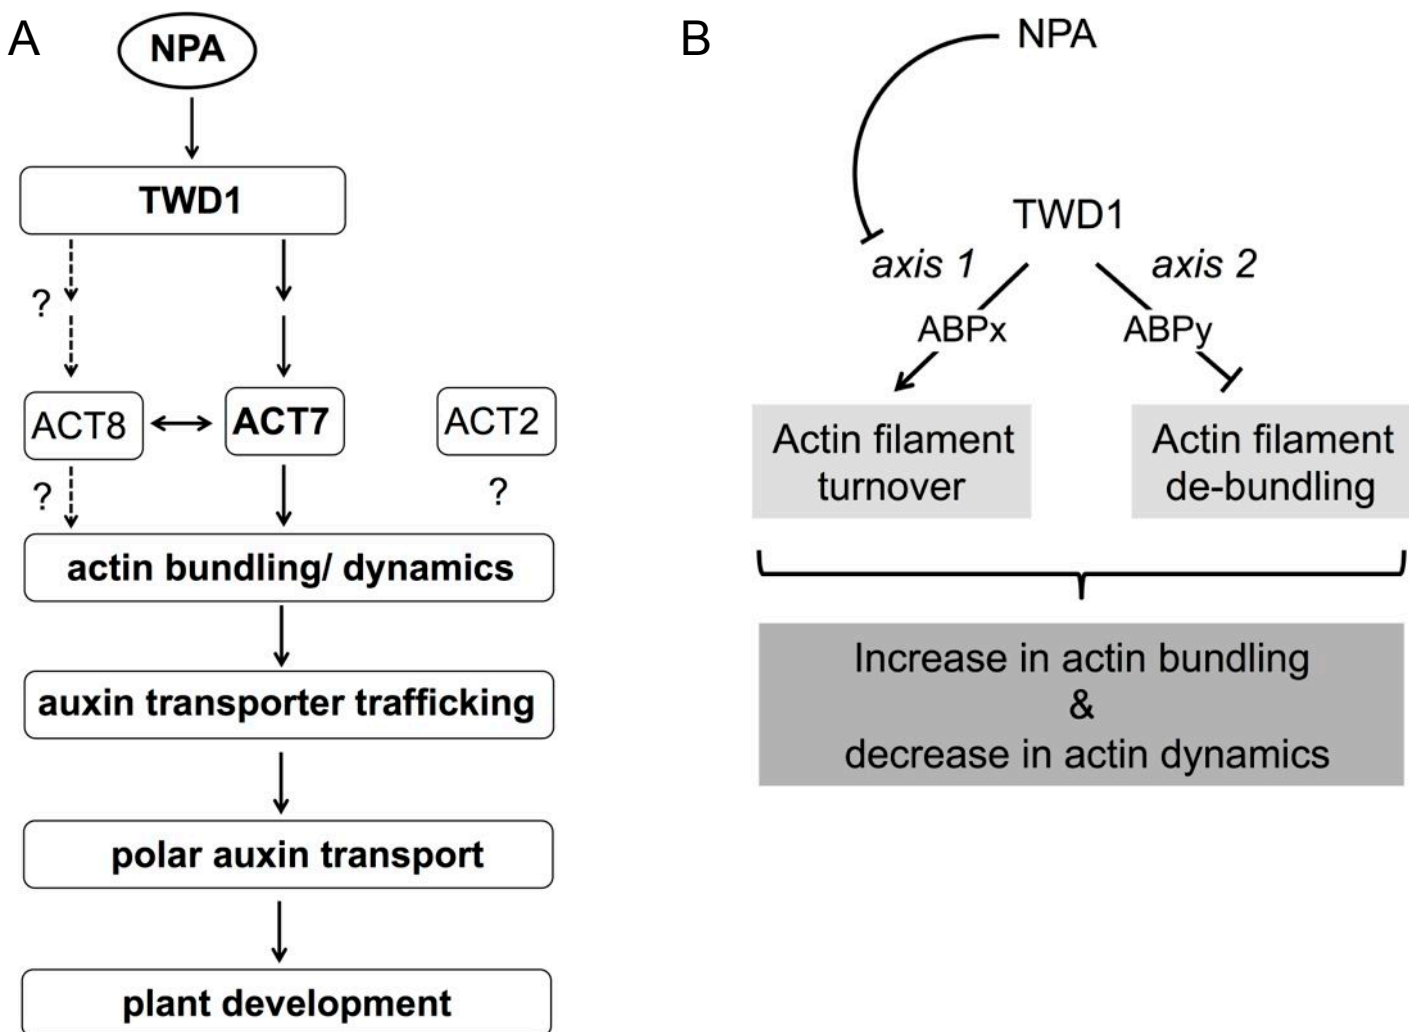 A
NPA
TWD1
?
ACT8
ACT7
ACT2
?
?
actin bundling/ dynamics
auxin transporter trafficking
polar auxin transport
plant development
B
NPA
TWD1
axis 1
axis 2
ABPx
ABPy
Actin filament
turnover
Actin filament
de-bundling
Increase in actin bundling
&
decrease in actin dynamics